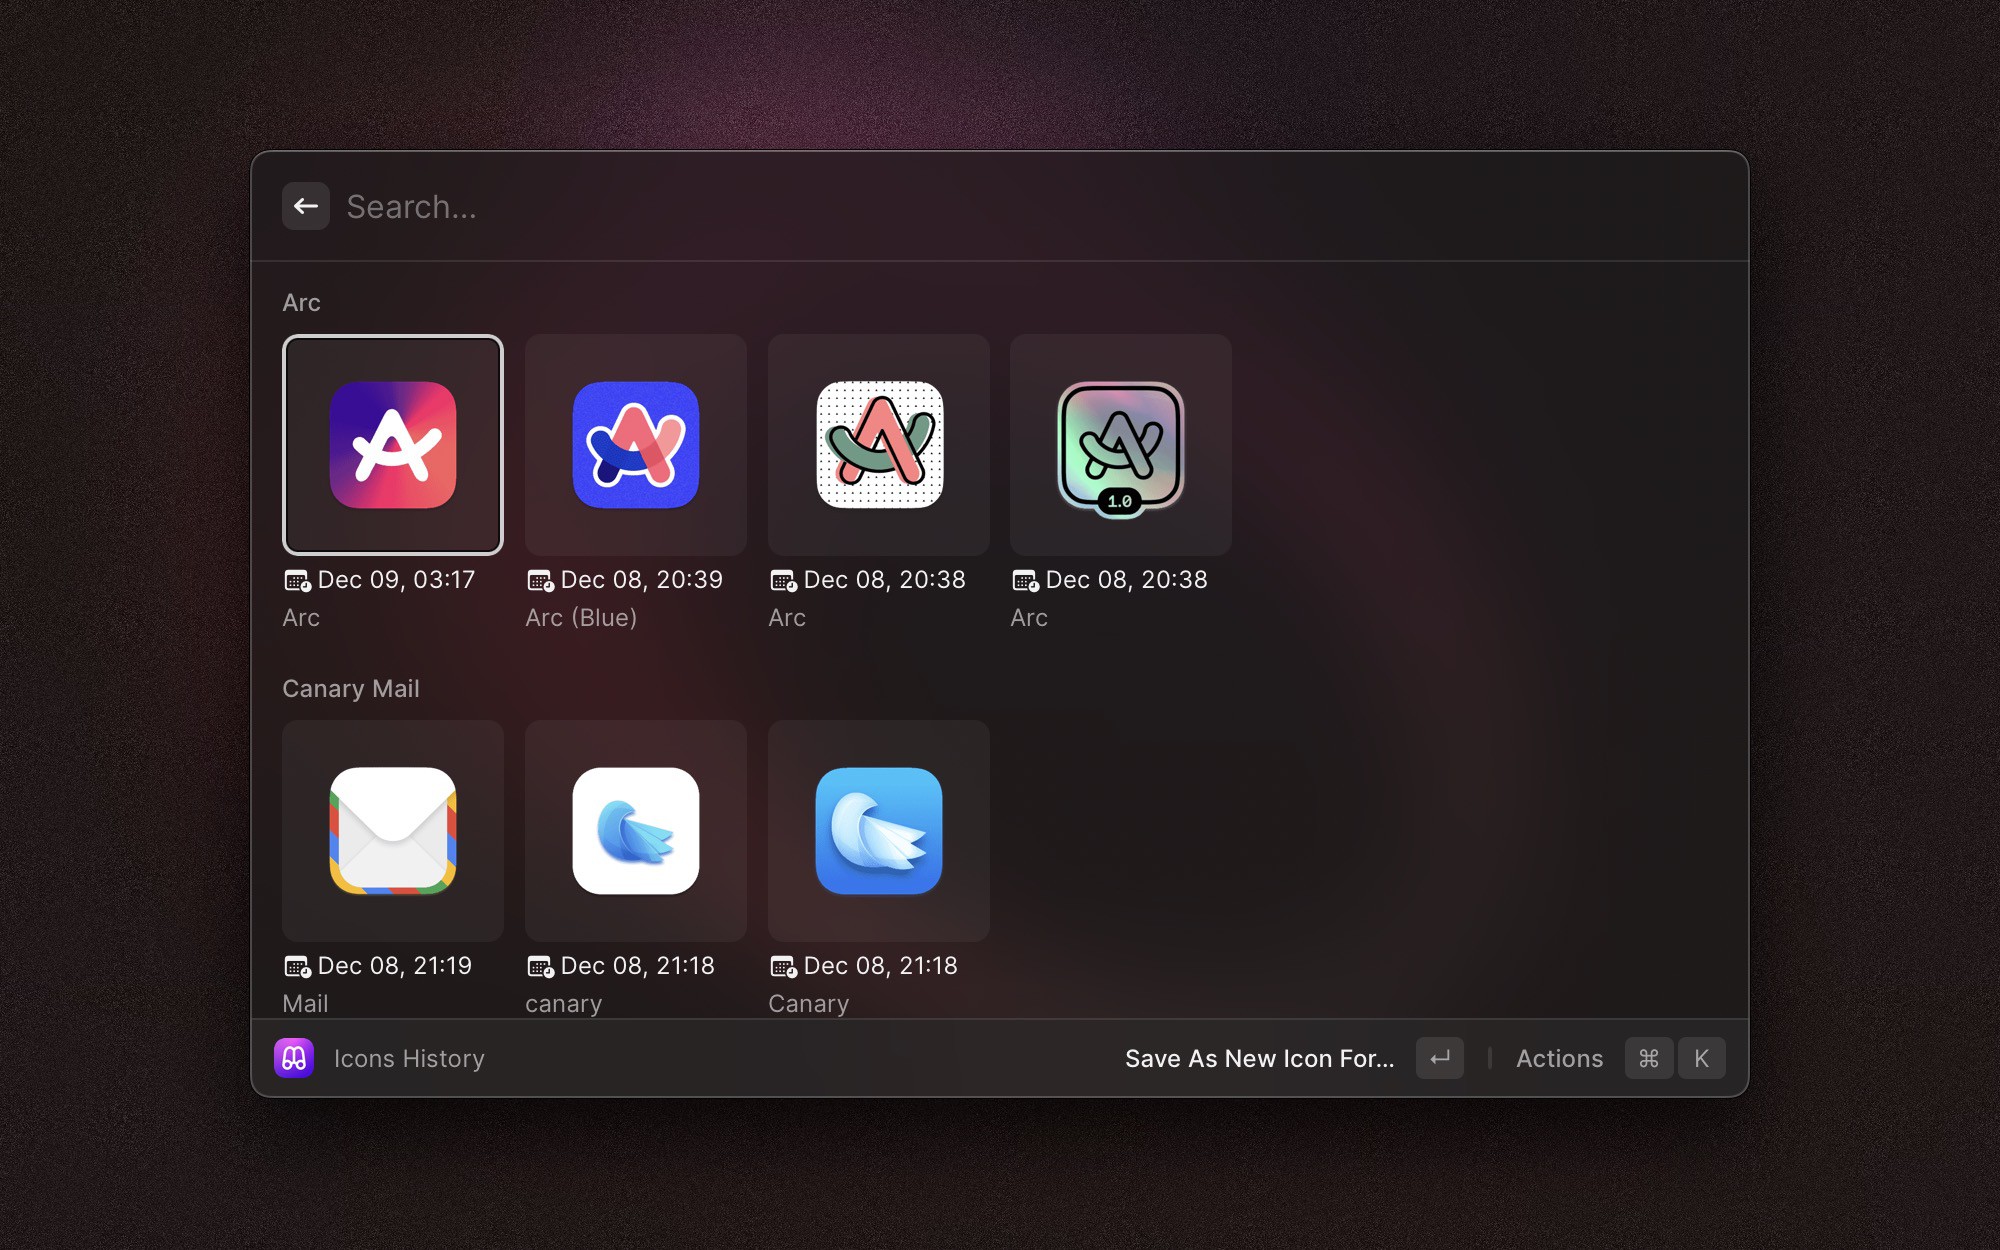 Search...
Arc
1.0
Dec 09, 03:17
Dec 08, 20:39
Dec 08, 20:38
Dec 08, 20:38
Arc
Arc (Blue)
Arc
Arc
Canary Mail
Dec 08, 21:19
Dec 08, 21:18
Dec 08, 21:18
Mail
canary
Canary
Icons History
Save As New Icon For...
Actions
⌘
K